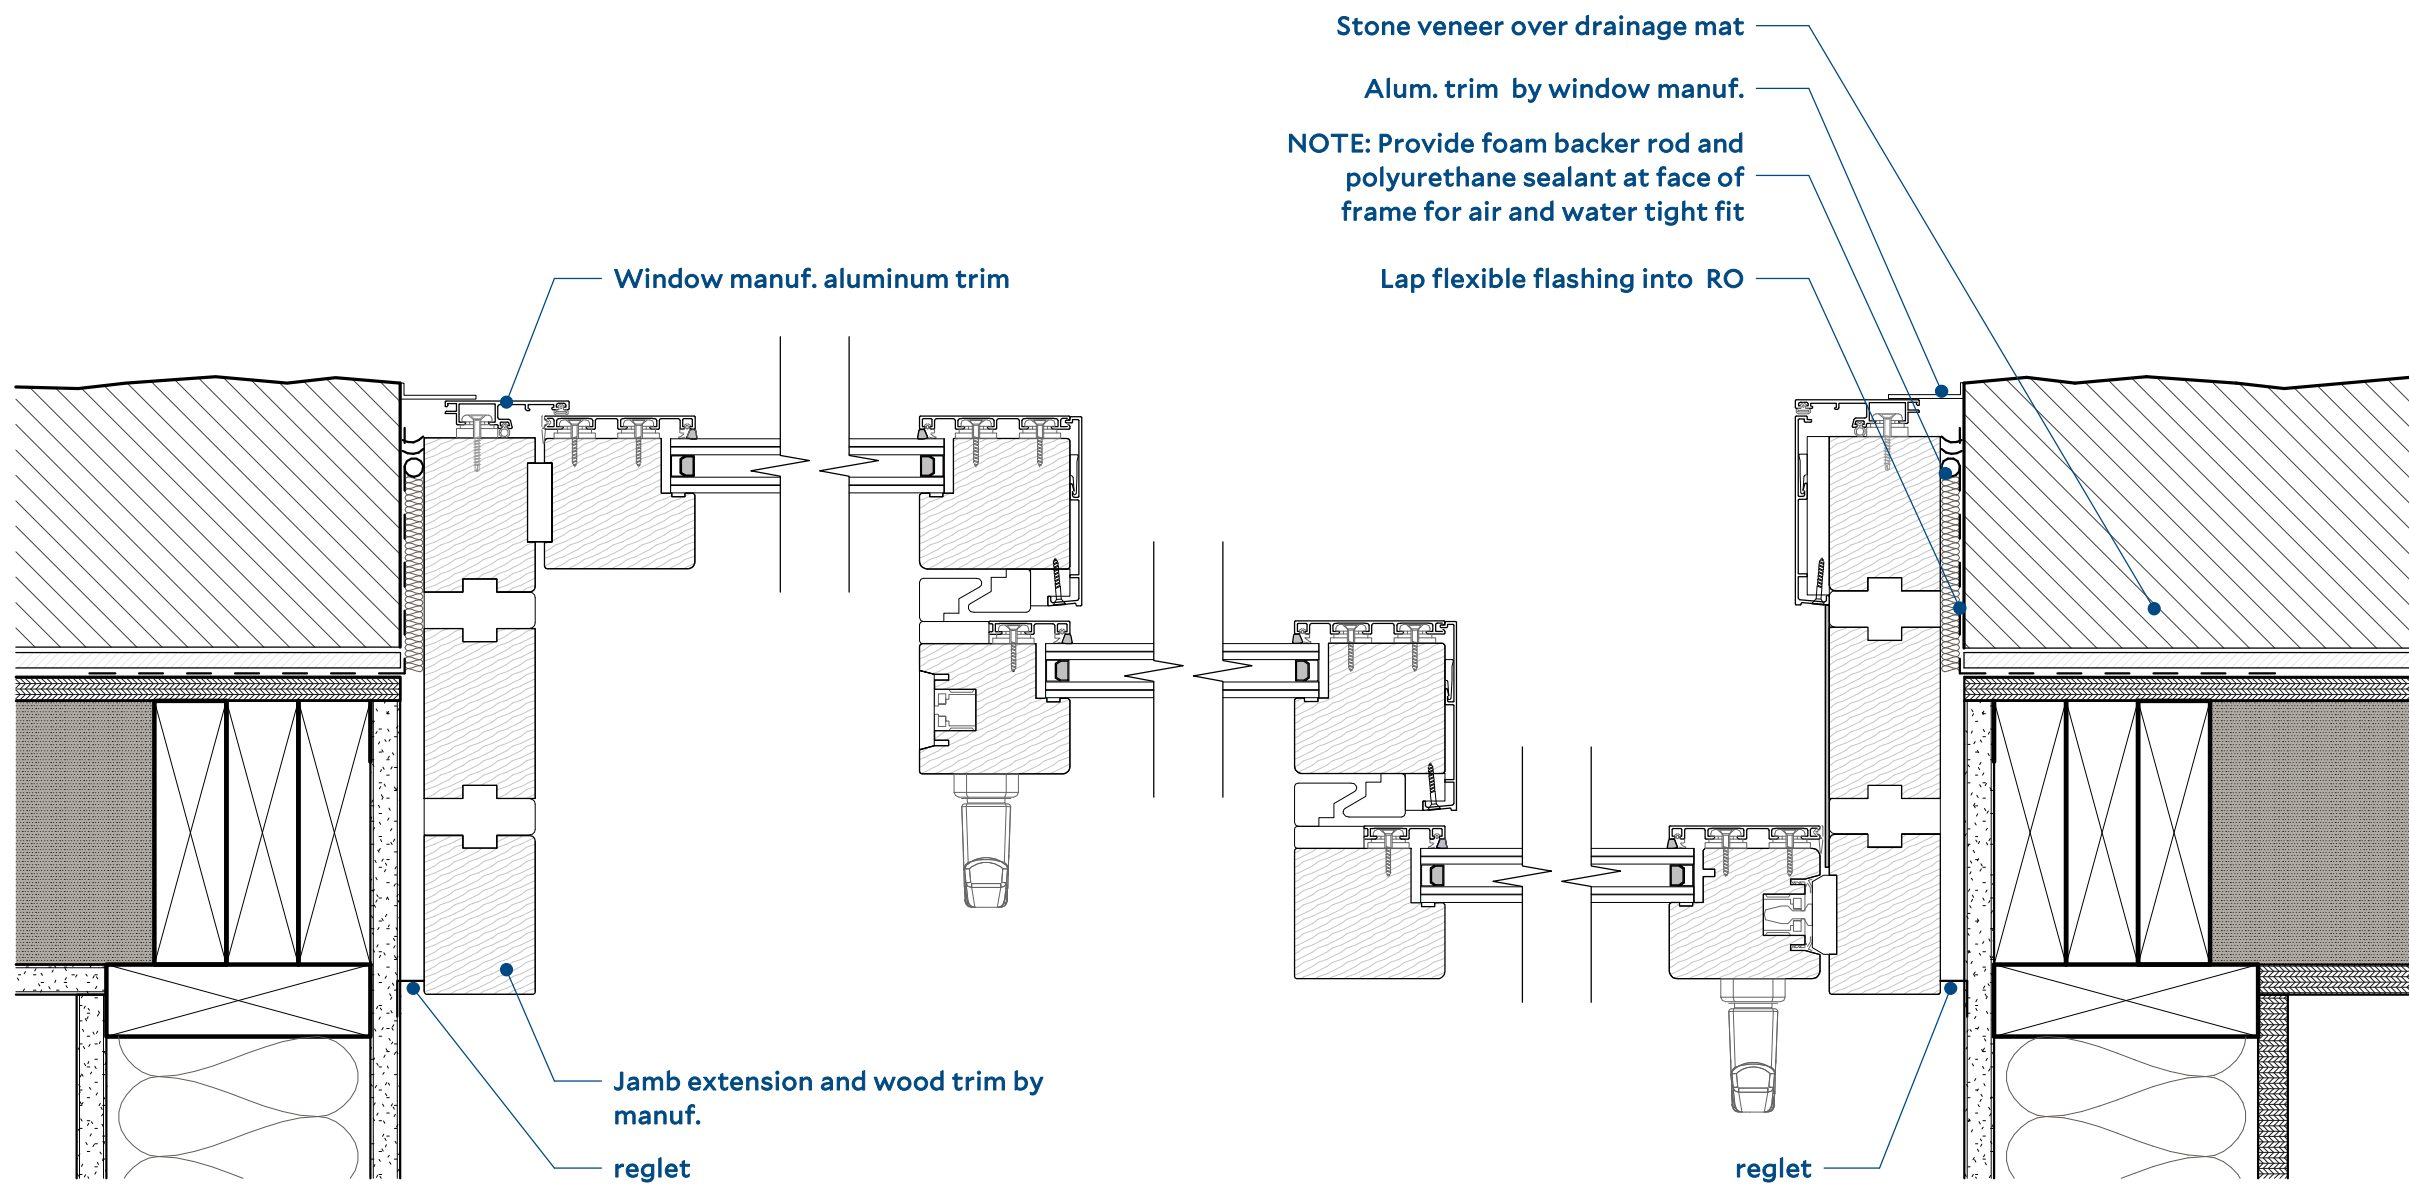 Stone veneer over drainage mat
Alum. trim by window manuf.
NOTE: Provide foam backer rod and
polyurethane sealant at face of
frame for air and water tight fit
Window manuf. aluminum trim
Lap flexible flashing into RO
Jamb extension and wood trim by
manuf.
reglet
reglet